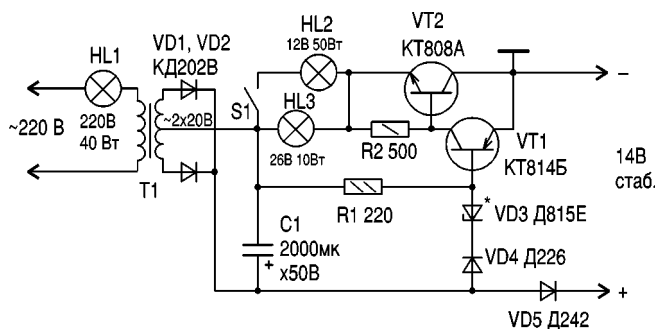 HL1
220В
40 Вт
~220 В
T1
VD1, VD2
КД202В
~2x20В
S1
HL2
12В 50Вт
HL3
26В 10Вт
VT2
КТ808А
R2 500
VT1
КТ814Б
R1 220
C1
2000мк
х50В
+
* VD3 Д815Е
VD4 Д226
VD5 Д242
–
14В
стаб.
+